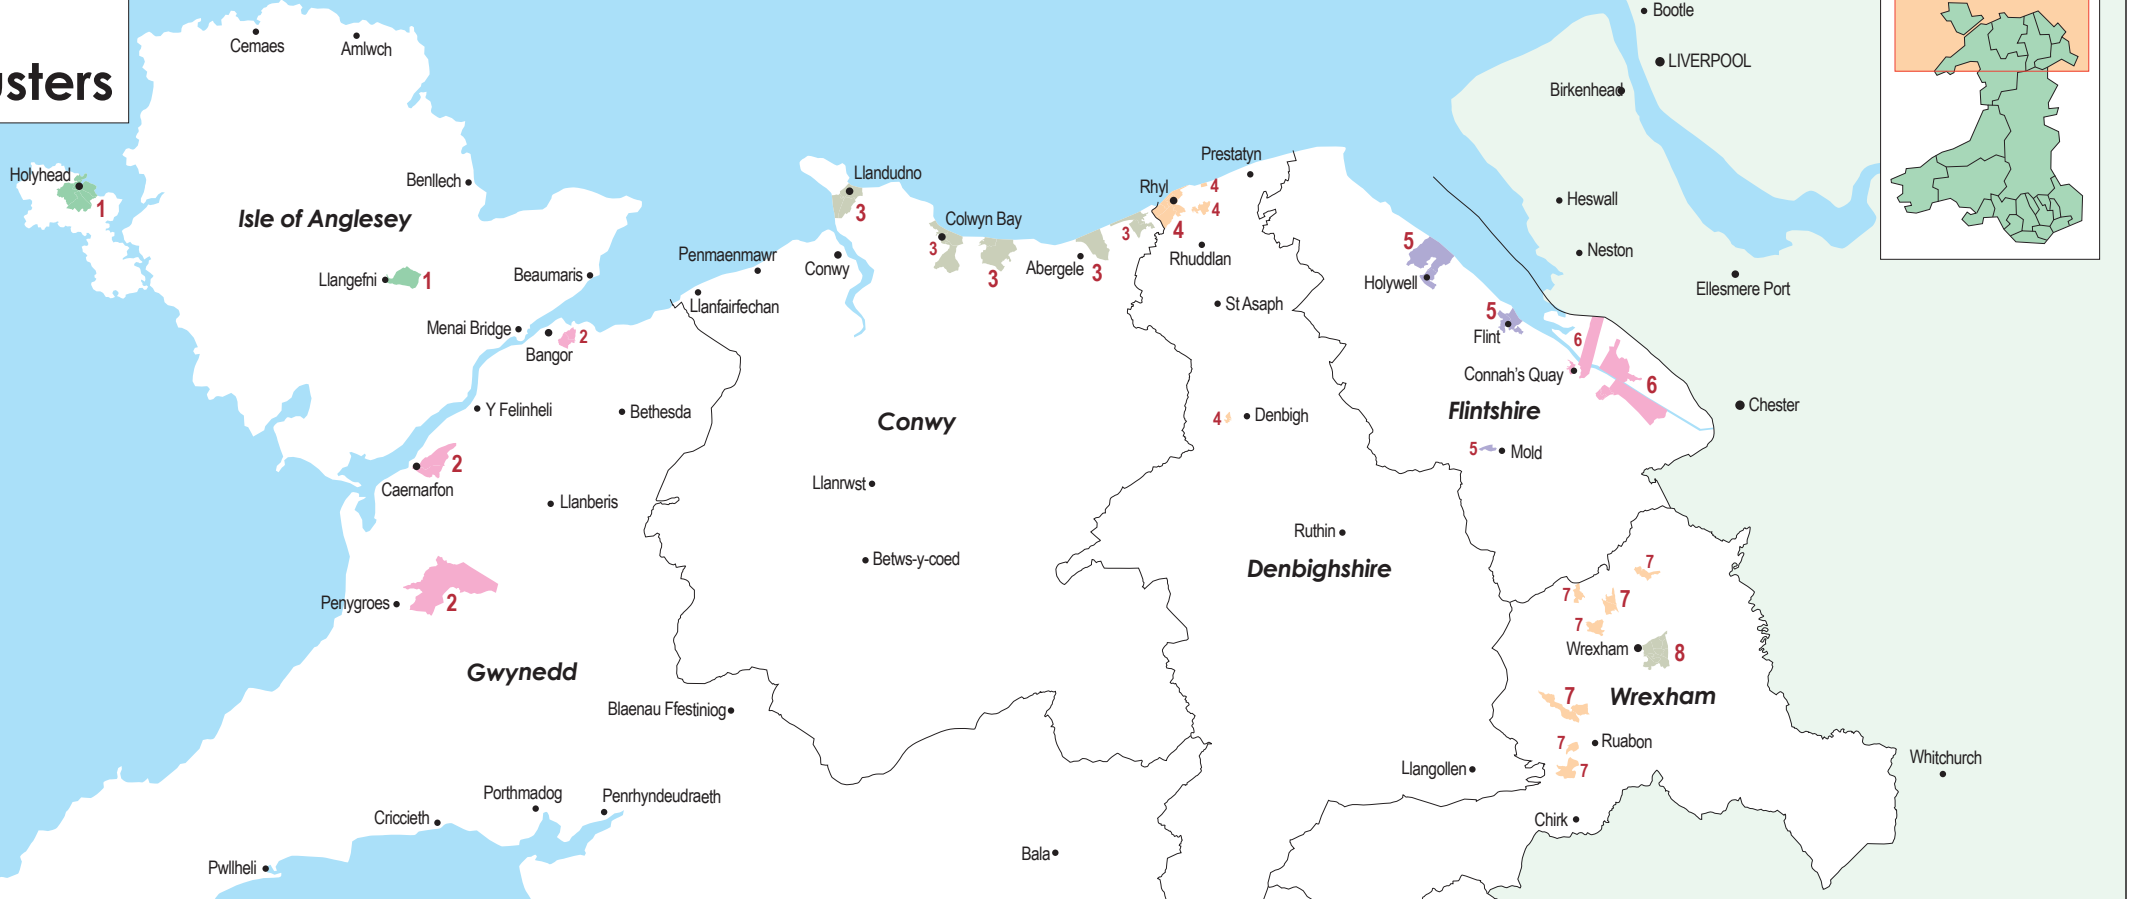 usters
Cemaes
Amlwch
Holyhead
1
Benllech
Isle of Anglesey
Llangefni
1
Beaumaris
Menai Bridge
Bangor
2
Y Felinheli
Bethesda
2
Caernarfon
Llanberis
Penygroes
2
Gwynedd
Blaenau Ffestiniog
Porthmadog
Penrhyndeudraeth
Criccieth
Pwllheli
Bala
Llandudno
3
Colwyn Bay
3
3
Penmaenmawr
Conwy
Llanfairfechan
Abergele
3
3
Conwy
Llanrwst
Betws-y-coed
Prestatyn
Rhyl
4
4
4
Rhuddlan
St Asaph
4
Denbigh
Ruthin
Denbighshire
Llangollen
5
Holywell
5
Flint
6
Connah's Quay
6
Flintshire
5
Mold
7
7
7
7
Wrexham
8
7
Wrexham
7
Ruabon
7
Chirk
Bootle
LIVERPOOL
Birkenhead
Heswall
Neston
Ellesmere Port
Chester
Whitchurch